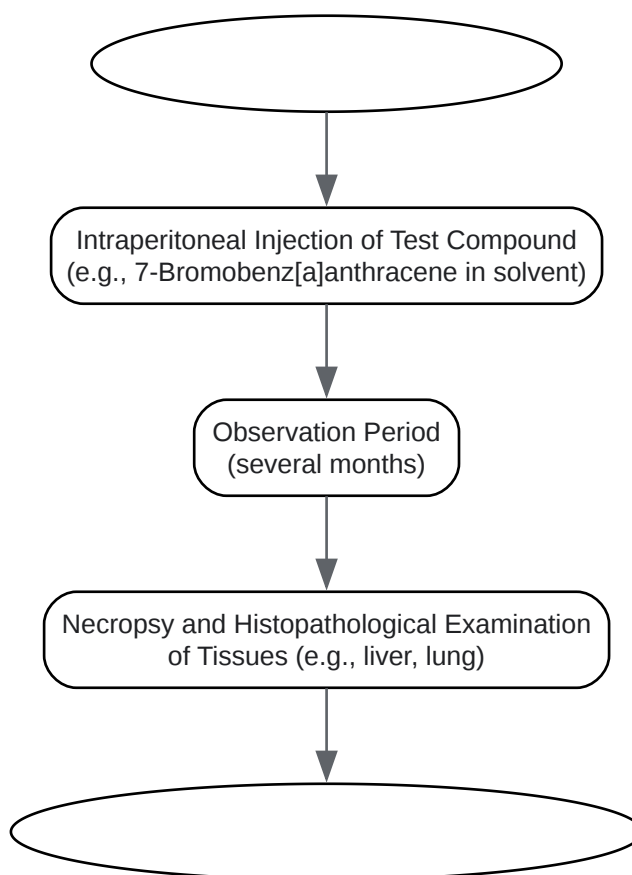 Intraperitoneal Injection of Test Compound
(e.g., 7-Bromobenz[a]anthracene in solvent)
Observation Period
(several months)
Necropsy and Histopathological Examination
of Tissues (e.g., liver, lung)